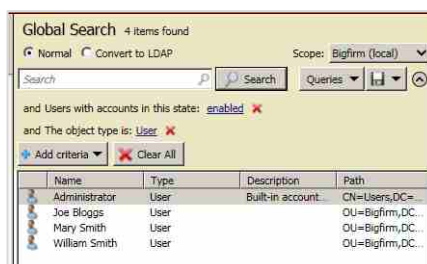 Global Search 4 items found
Normal Convert to LDAP Scope: Bigfirm (local)
Search Search Queries
and Users with accounts in this state: enabled
and The object type is: User
Add criteria Clear All
Name Type Description Path
Administrator User Built-in account... CN=Users,DC=...
Joe Bloggs User OU=Bigfirm,DC...
Mary Smith User OU=Bigfirm,DC...
William Smith User OU=Bigfirm,DC...